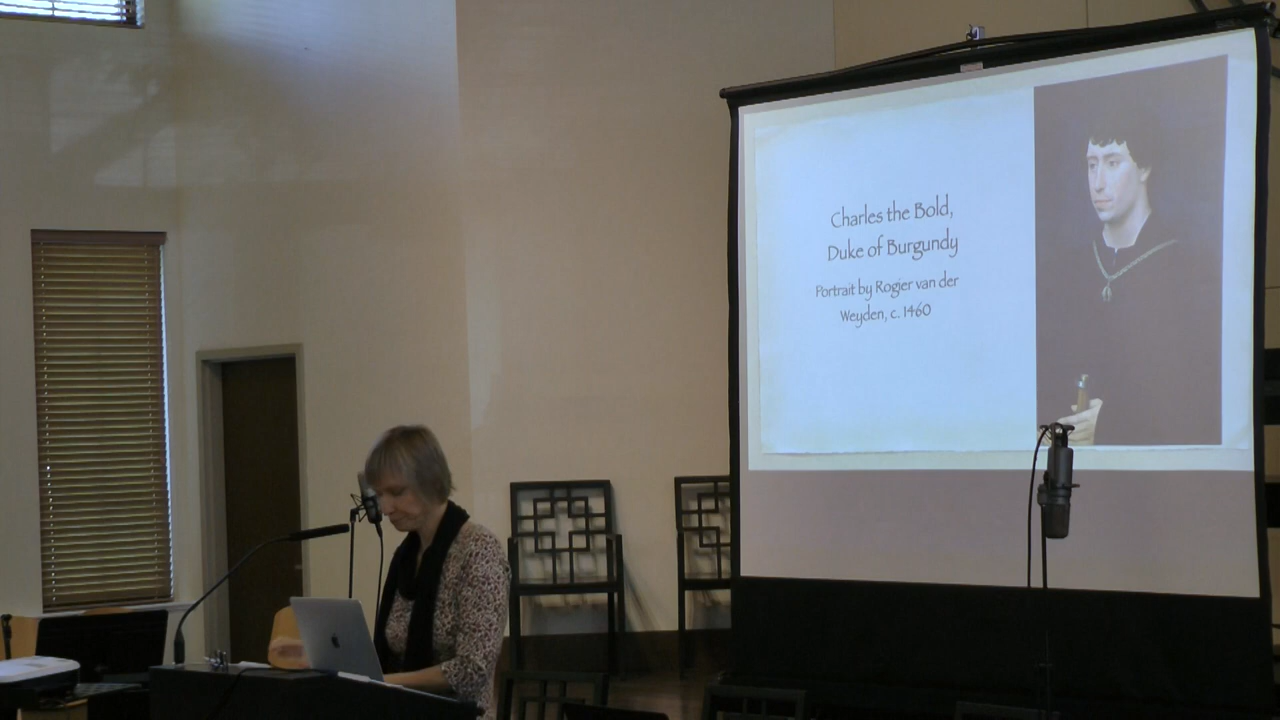 Charles the Bold,
Duke of Burgundy
Portrait by Rogier van der
Weyden, c. 1460